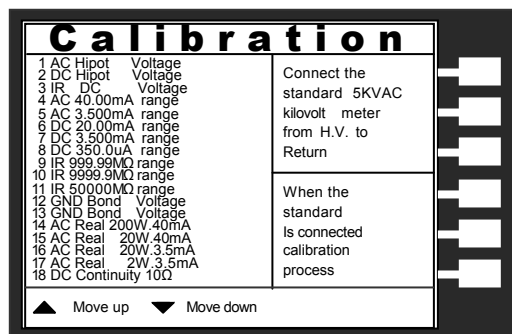 Calibration
1 AC Hipot Voltage
2 DC Hipot Voltage
3 IR DC Voltage
4 AC 40.00mA range
5 AC 3.500mA range
6 DC 20.00mA range
7 DC 3.500mA range
8 DC 350.0uA range
9 IR 999.99MΩ range
10 IR 9999.9MΩ range
11 IR 50000MΩ range
12 GND Bond Voltage
13 GND Bond Voltage
14 AC Real 200W.40mA
15 AC Real 20W.40mA
16 AC Real 20W.3.5mA
17 AC Real 2W.3.5mA
18 DC Continuity 10Ω
Connect the
standard 5KVAC
kilovolt meter
from H.V. to
Return
When the
standard
Is connected
calibration
process
▲ Move up ▼ Move down